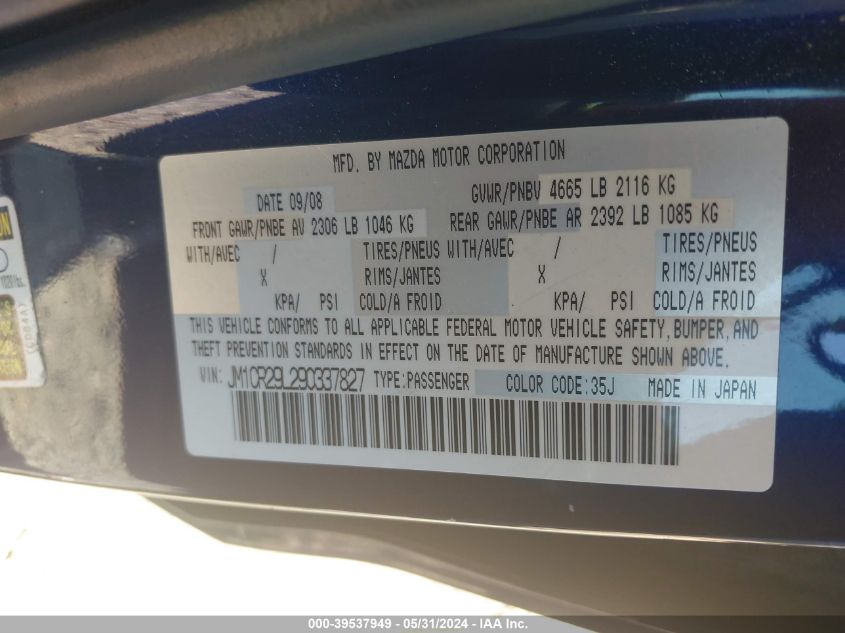 MFD. BY MAZDA MOTOR CORPORATION
DATE 09/08 GVWR/PNBV 4665 LB 2116 KG
FRONT GAWR/PNBE AV 2306 LB 1046 KG REAR GAWR/PNBE AR 2392 LB 1085 KG
WITH/AVEC / TIRES/PNEUS WITH/AVEC / TIRES/PNEUS
X RIMS/JANTES X RIMS/JANTES
KPA/ PSI COLD/A FROID KPA/ PSI COLD/A FROID
THIS VEHICLE CONFORMS TO ALL APPLICABLE FEDERAL MOTOR VEHICLE SAFETY, BUMPER, AND
THEFT PREVENTION STANDARDS IN EFFECT ON THE DATE OF MANUFACTURE SHOWN ABOVE.
VIN: JM1CR29L290337827 TYPE:PASSENGER COLOR CODE:35J MADE IN JAPAN
000-39537949 - 05/31/2024 - IAA Inc.